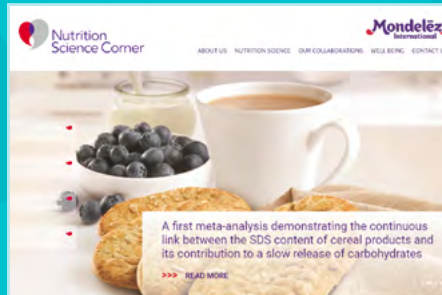 Nutrition
Science Corner
Mondelēz
International
ABOUT US NUTRITION SCIENCE OUR COLLABORATIONS WELL BEING CONTACT
A first meta-analysis demonstrating the continuous
link between the SDS content of cereal products and
its contribution to a slow release of carbohydrates
>>> READ MORE